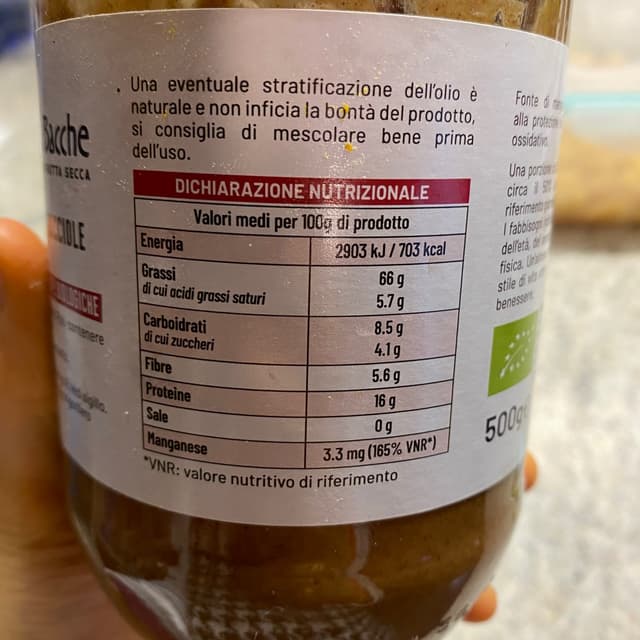 Una eventuale stratificazione dell'olio è
naturale e non inficia la bontà del prodotto,
si consiglia di mescolare bene prima
dell'uso.
DICHIARAZIONE NUTRIZIONALE
Valori medi per 100g di prodotto
Energia 2903 kJ / 703 kcal
Grassi 66 g
di cui acidi grassi saturi 5.7 g
Carboidrati 8.5 g
di cui zuccheri 4.1 g
Fibre 5.6 g
Proteine 16 g
Sale 0 g
Manganese 3.3 mg (165% VNR*)
*VNR: valore nutritivo di riferimento
Bacche
SECCA
Fonte di
alla protezione
ossidativo.
Una porzione
circa il
riferimento
I
dell'età,
fisica.
stile di vita
benessere.
500g